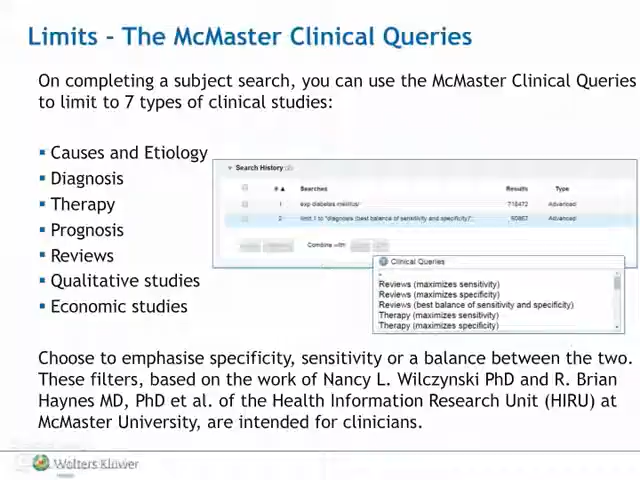 Limits - The McMaster Clinical Queries
On completing a subject search, you can use the McMaster Clinical Queries
to limit to 7 types of clinical studies:
Causes and Etiology
Diagnosis
Therapy
Prognosis
Reviews
Qualitative studies
Economic studies
Search History
# ▲ Searches Results Type
1 exp diabetes mellitus/ 718472 Advanced
2 limit 1 to "diagnosis (best balance of sensitivity and specificity)" Advanced
Combine with:
Clinical Queries
-
Reviews (maximizes sensitivity)
Reviews (maximizes specificity)
Reviews (best balance of sensitivity and specificity)
Therapy (maximizes sensitivity)
Therapy (maximizes specificity)
Choose to emphasise specificity, sensitivity or a balance between the two.
These filters, based on the work of Nancy L. Wilczynski PhD and R. Brian
Haynes MD, PhD et al. of the Health Information Research Unit (HIRU) at
McMaster University, are intended for clinicians.
Wolters Kluwer